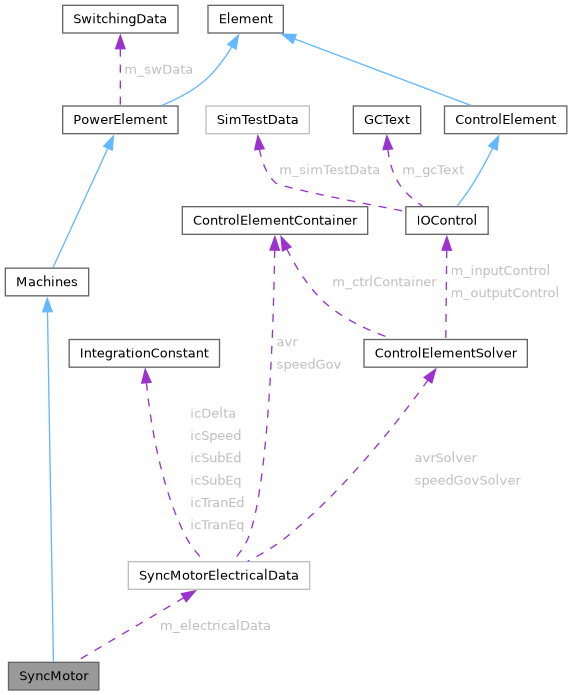 SwitchingData
Element
m_swData
PowerElement
SimTestData
GCText
ControlElement
m_simTestData
m_gcText
ControlElementContainer
IOControl
Machines
m_ctrlContainer
m_inputControl
m_outputControl
IntegrationConstant
avr
speedGov
ControlElementSolver
icDelta
icSpeed
icSubEd
icSubEq
icTranEd
icTranEq
avrSolver
speedGovSolver
SyncMotorElectricalData
m_electricalData
SyncMotor